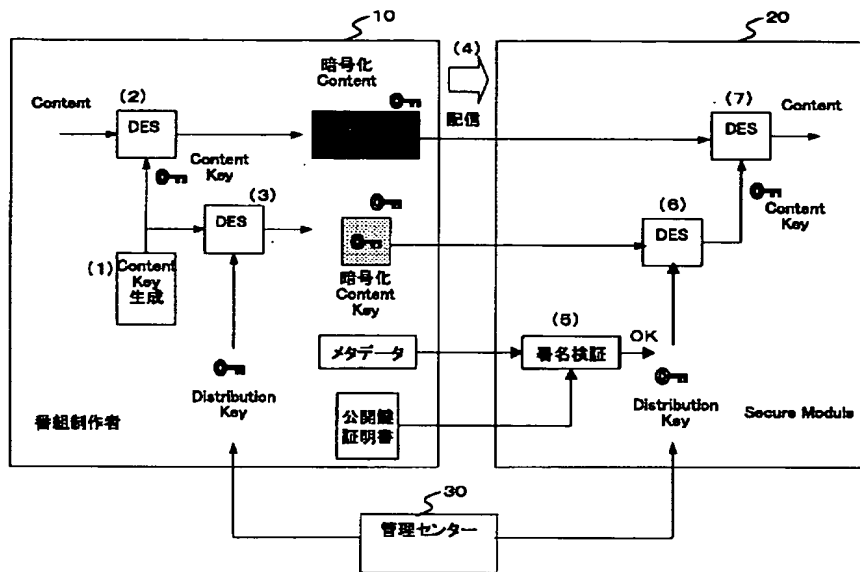 10
20
(4)
暗号化
Content
配信
Content
(2)
DES
Content
Key
(3)
DES
(1)
Content
Key
生成
暗号化
Content
Key
(7)
DES
Content
(6)
DES
Content
Key
メタデータ
(5)
署名検証
OK
Distribution
Key
公開鍵
証明書
番組制作者
Distribution
Key
Secure Module
30
管理センター